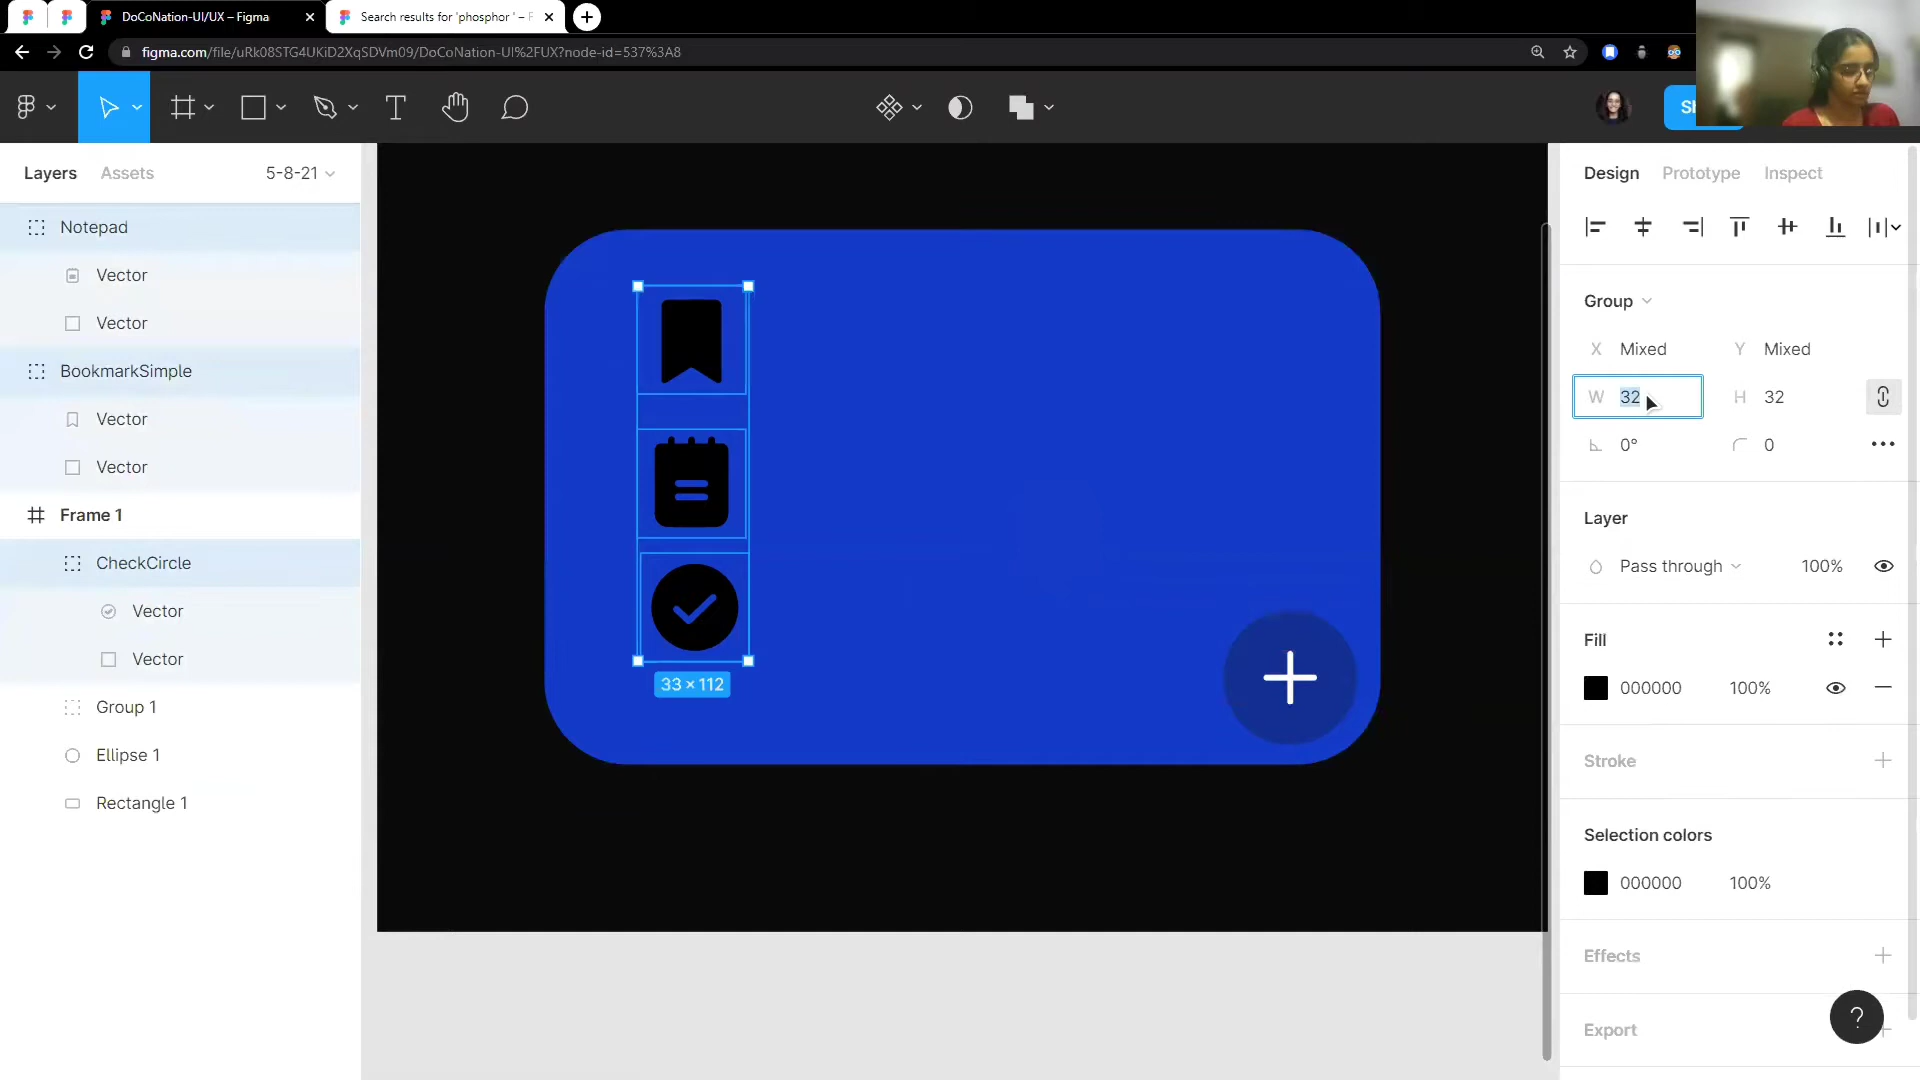 DoCoNation-UI/UX – Figma
Search results for 'phosphor ' –
figma.com/file/uRk08STG4UKiD2XqSDVm09/DoCoNation-UI%2FUX?node-id=537%3A8
Layers
Assets
5-8-21
Design
Prototype
Inspect
Notepad
Vector
Vector
BookmarkSimple
Vector
Vector
Frame 1
CheckCircle
Vector
Vector
Group 1
Ellipse 1
Rectangle 1
33 × 112
Group
X Mixed
Y Mixed
W 32
H 32
0°
0
Layer
Pass through
100%
Fill
000000
100%
Stroke
Selection colors
000000
100%
Effects
Export
?